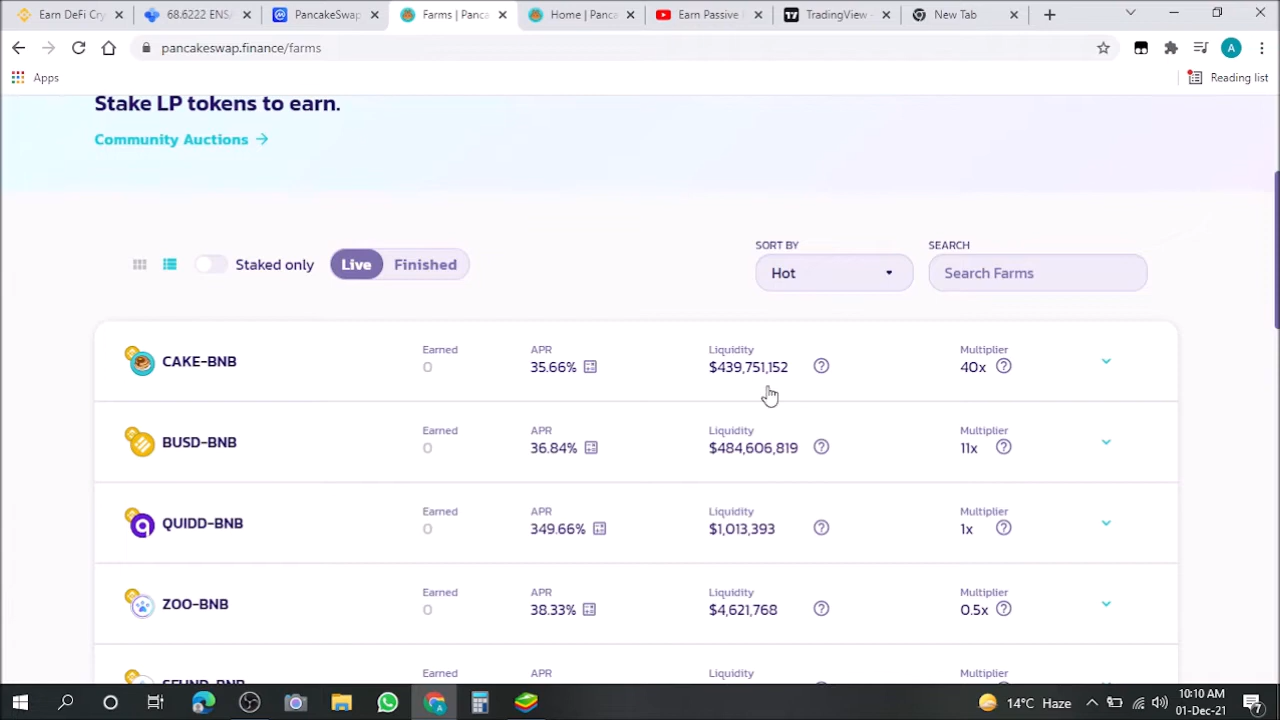 Earn DeFi Cry
68.6222 ENS
PancakeSwap
Farms | Panca
Home | Panca
Earn Passive
TradingView –
New Tab
pancakeswap.finance/farms
A
Apps
Reading list
Stake LP tokens to earn.
Community Auctions
Staked only
Live
Finished
SORT BY
Hot
SEARCH
Search Farms
CAKE-BNB
Earned
0
APR
35.66%
Liquidity
$439,751,152
Multiplier
40x
BUSD-BNB
Earned
0
APR
36.84%
Liquidity
$484,606,819
Multiplier
11x
QUIDD-BNB
Earned
0
APR
349.66%
Liquidity
$1,013,393
Multiplier
1x
ZOO-BNB
Earned
0
APR
38.33%
Liquidity
$4,621,768
Multiplier
0.5x
Earned
APR
Liquidity
Multiplier
14°C Haze
10:10 AM
01-Dec-21
7